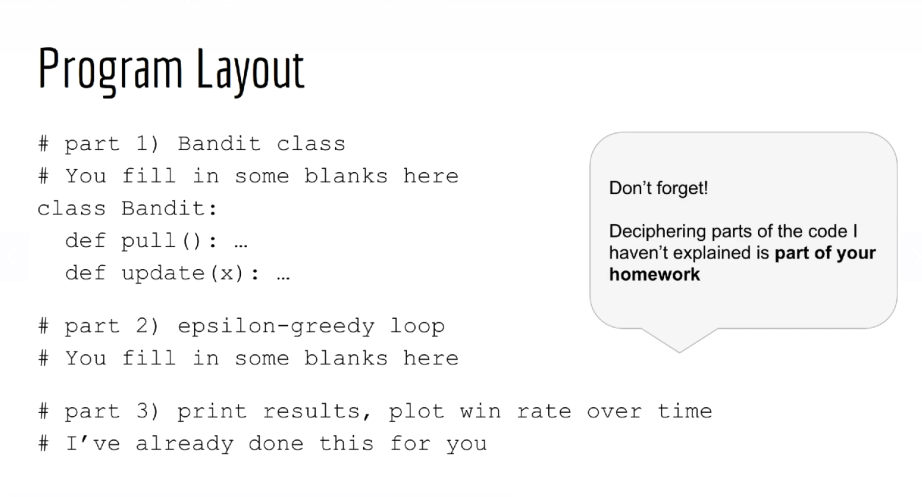 Program Layout
# part 1) Bandit class
# You fill in some blanks here
class Bandit:
  def pull(): …
  def update(x): …
# part 2) epsilon-greedy loop
# You fill in some blanks here
# part 3) print results, plot win rate over time
# I’ve already done this for you
Don’t forget!
Deciphering parts of the code I
haven’t explained is part of your
homework